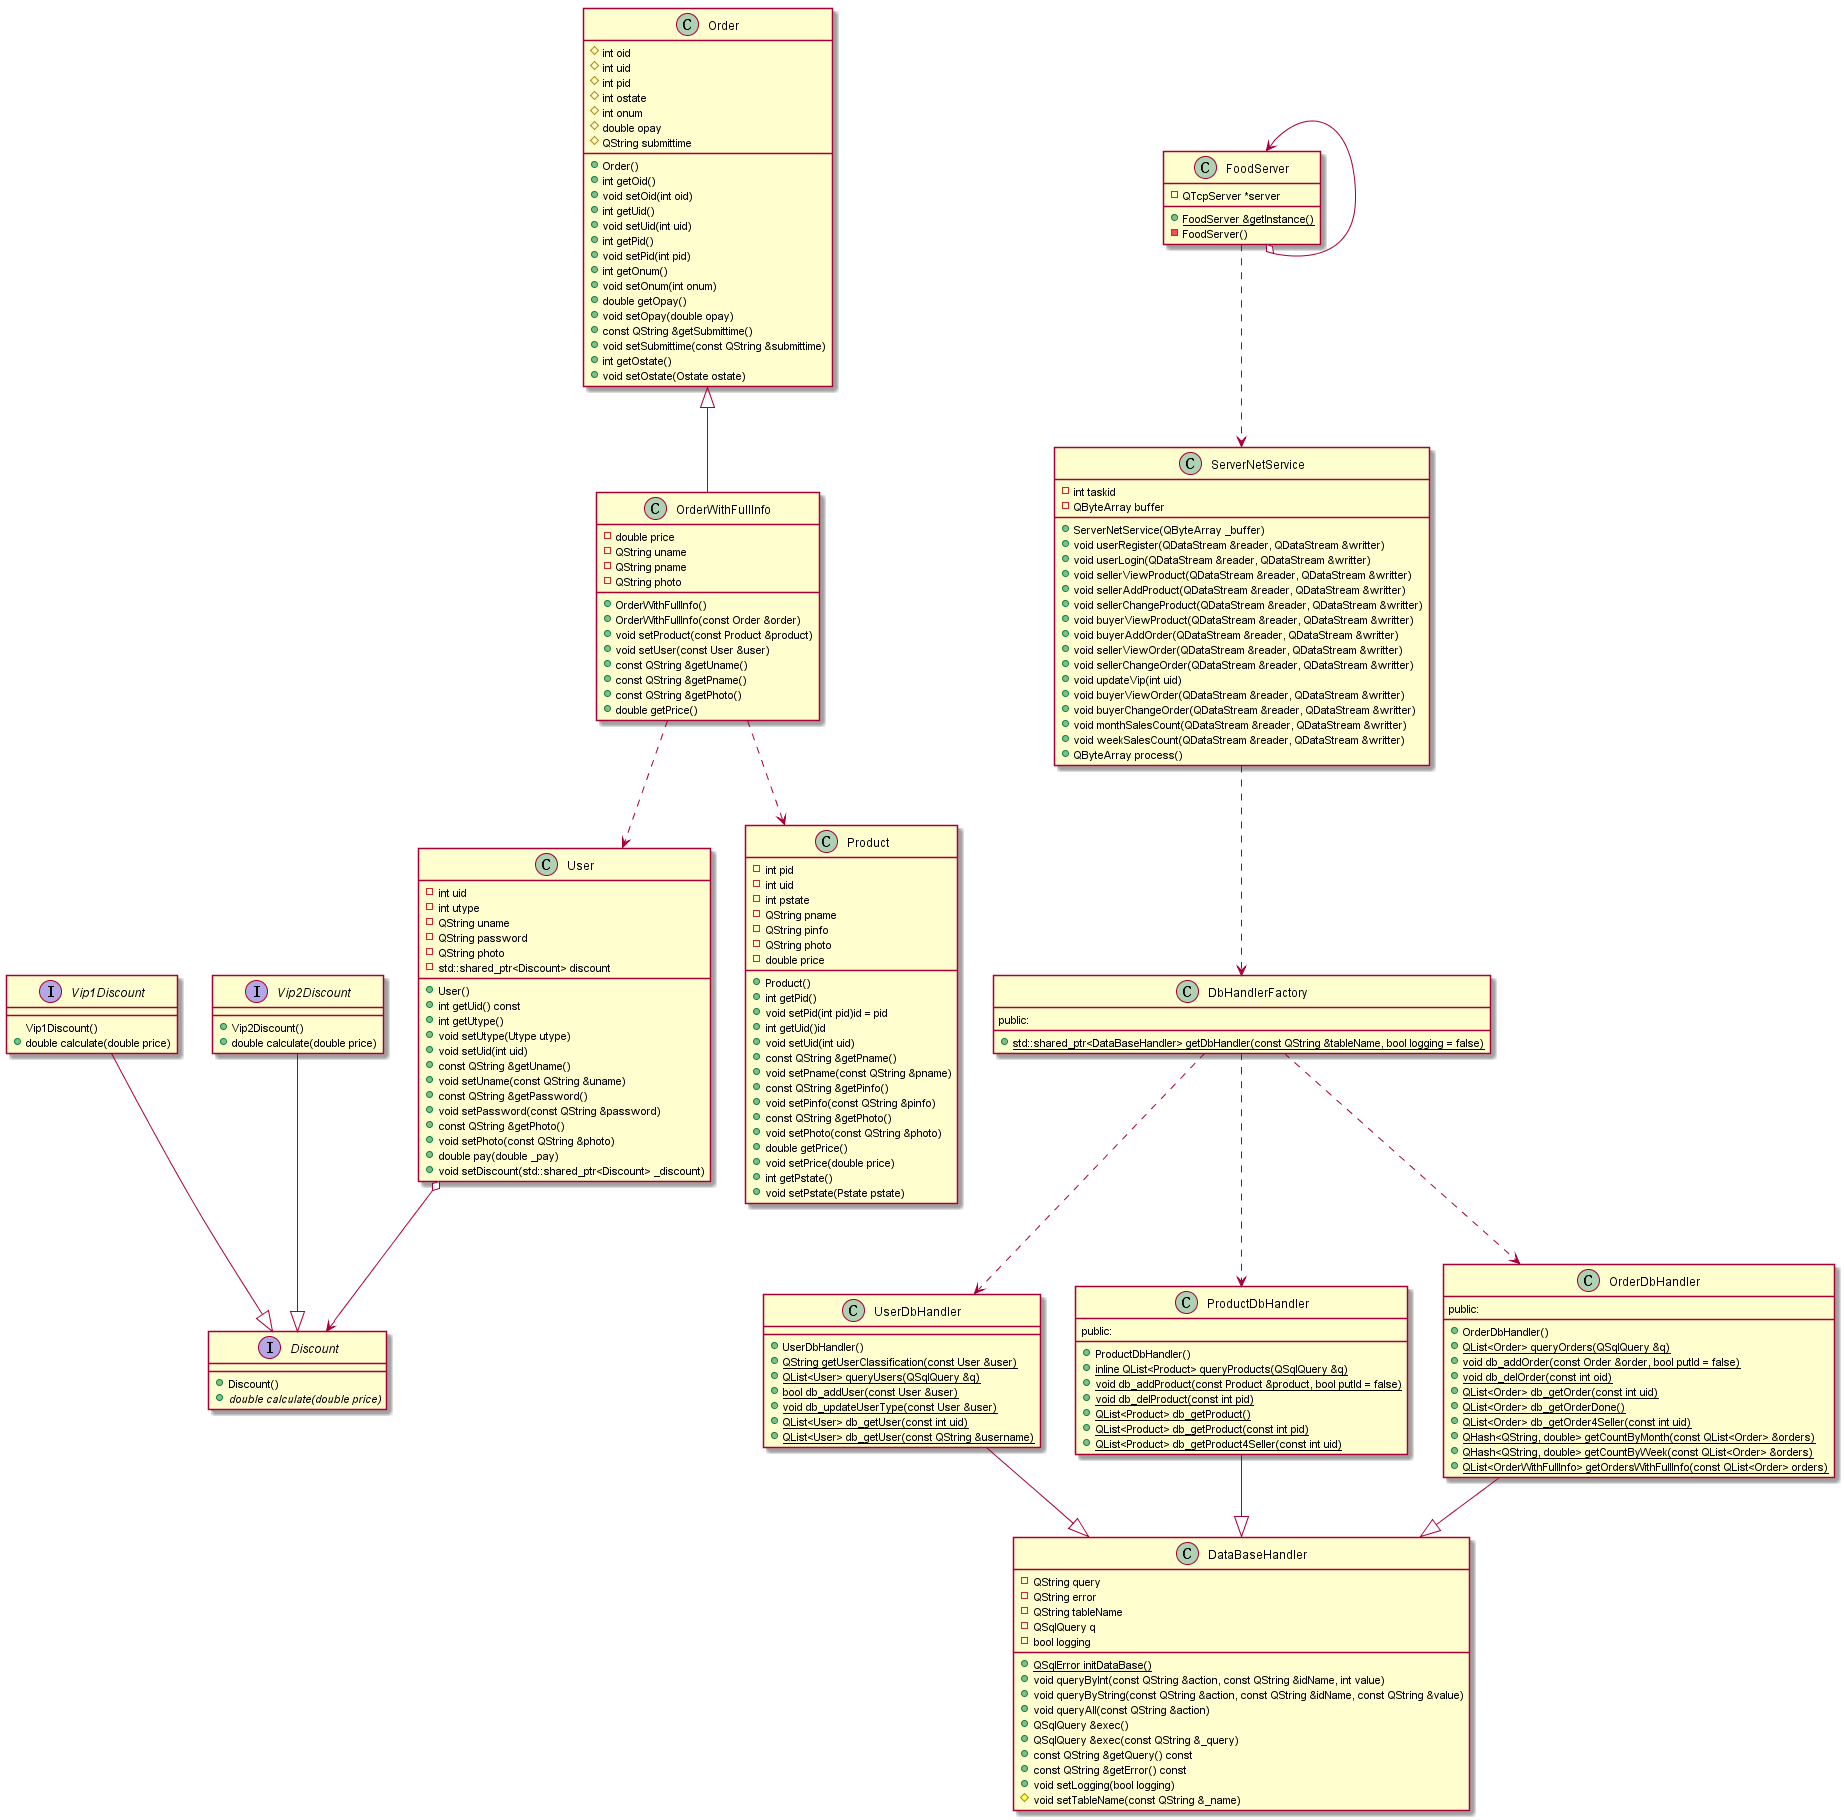 C Order
int oid
int uid
int pid
int ostate
int onum
double opay
QString submittime
Order()
int getOid()
void setOid(int oid)
int getUid()
void setUid(int uid)
int getPid()
void setPid(int pid)
int getOnum()
void setOnum(int onum)
double getOpay()
void setOpay(double opay)
const QString &getSubmittime()
void setSubmittime(const QString &submittime)
int getOstate()
void setOstate(Ostate ostate)
C FoodServer
QTcpServer *server
FoodServer &getInstance()
FoodServer()
C ServerNetService
int taskid
QByteArray buffer
ServerNetService(QByteArray _buffer)
void userRegister(QDataStream &reader, QDataStream &writter)
void userLogin(QDataStream &reader, QDataStream &writter)
void sellerViewProduct(QDataStream &reader, QDataStream &writter)
void sellerAddProduct(QDataStream &reader, QDataStream &writter)
void sellerChangeProduct(QDataStream &reader, QDataStream &writter)
void buyerViewProduct(QDataStream &reader, QDataStream &writter)
void buyerAddOrder(QDataStream &reader, QDataStream &writter)
void sellerViewOrder(QDataStream &reader, QDataStream &writter)
void sellerChangeOrder(QDataStream &reader, QDataStream &writter)
void updateVip(int uid)
void buyerViewOrder(QDataStream &reader, QDataStream &writter)
void buyerChangeOrder(QDataStream &reader, QDataStream &writter)
void monthSalesCount(QDataStream &reader, QDataStream &writter)
void weekSalesCount(QDataStream &reader, QDataStream &writter)
QByteArray process()
C OrderWithFullInfo
double price
QString uname
QString pname
QString photo
OrderWithFullInfo()
OrderWithFullInfo(const Order &order)
void setProduct(const Product &product)
void setUser(const User &user)
const QString &getUname()
const QString &getPname()
const QString &getPhoto()
double getPrice()
C User
int uid
int utype
QString uname
QString password
QString photo
std::shared_ptr<Discount> discount
User()
int getUid() const
int getUtype()
void setUtype(Utype utype)
void setUid(int uid)
const QString &getUname()
void setUname(const QString &uname)
const QString &getPassword()
void setPassword(const QString &password)
const QString &getPhoto()
void setPhoto(const QString &photo)
double pay(double _pay)
void setDiscount(std::shared_ptr<Discount> _discount)
C Product
int pid
int uid
int pstate
QString pname
QString pinfo
QString photo
double price
Product()
int getPid()
void setPid(int pid)id = pid
int getUid()id
void setUid(int uid)
const QString &getPname()
void setPname(const QString &pname)
const QString &getPinfo()
void setPinfo(const QString &pinfo)
const QString &getPhoto()
void setPhoto(const QString &photo)
double getPrice()
void setPrice(double price)
int getPstate()
void setPstate(Pstate pstate)
I Vip1Discount
Vip1Discount()
double calculate(double price)
I Vip2Discount
Vip2Discount()
double calculate(double price)
C DbHandlerFactory
public:
std::shared_ptr<DataBaseHandler> getDbHandler(const QString &tableName, bool logging = false)
I Discount
Discount()
double calculate(double price)
C UserDbHandler
UserDbHandler()
QString getUserClassification(const User &user)
QList<User> queryUsers(QSqlQuery &q)
bool db_addUser(const User &user)
void db_updateUserType(const User &user)
QList<User> db_getUser(const int uid)
QList<User> db_getUser(const QString &username)
C ProductDbHandler
public:
ProductDbHandler()
inline QList<Product> queryProducts(QSqlQuery &q)
void db_addProduct(const Product &product, bool putId = false)
void db_delProduct(const int pid)
QList<Product> db_getProduct()
QList<Product> db_getProduct(const int pid)
QList<Product> db_getProduct4Seller(const int uid)
C OrderDbHandler
public:
OrderDbHandler()
QList<Order> queryOrders(QSqlQuery &q)
void db_addOrder(const Order &order, bool putId = false)
void db_delOrder(const int oid)
QList<Order> db_getOrder(const int uid)
QList<Order> db_getOrderDone()
QList<Order> db_getOrder4Seller(const int uid)
QHash<QString, double> getCountByMonth(const QList<Order> &orders)
QHash<QString, double> getCountByWeek(const QList<Order> &orders)
QList<OrderWithFullInfo> getOrdersWithFullInfo(const QList<Order> orders)
C DataBaseHandler
QString query
QString error
QString tableName
QSqlQuery q
bool logging
QSqlError initDataBase()
void queryByInt(const QString &action, const QString &idName, int value)
void queryByString(const QString &action, const QString &idName, const QString &value)
void queryAll(const QString &action)
QSqlQuery &exec()
QSqlQuery &exec(const QString &_query)
const QString &getQuery() const
const QString &getError() const
void setLogging(bool logging)
void setTableName(const QString &_name)